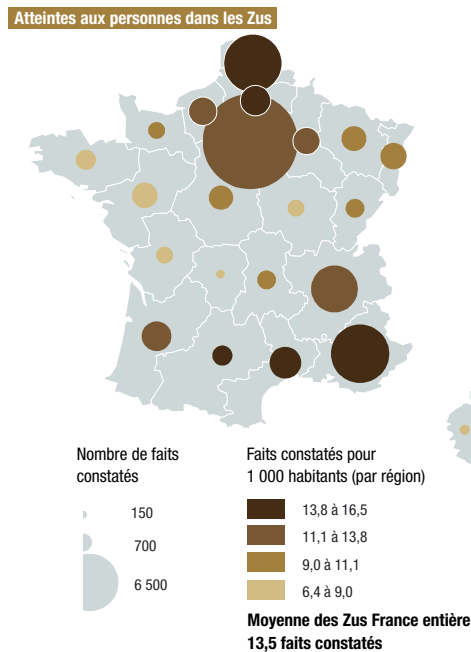 Atteintes aux personnes dans les Zus
Nombre de faits
constatés
150
700
6 500
Faits constatés pour
1 000 habitants (par région)
13,8 à 16,5
11,1 à 13,8
9,0 à 11,1
6,4 à 9,0
Moyenne des Zus France entière
13,5 faits constatés